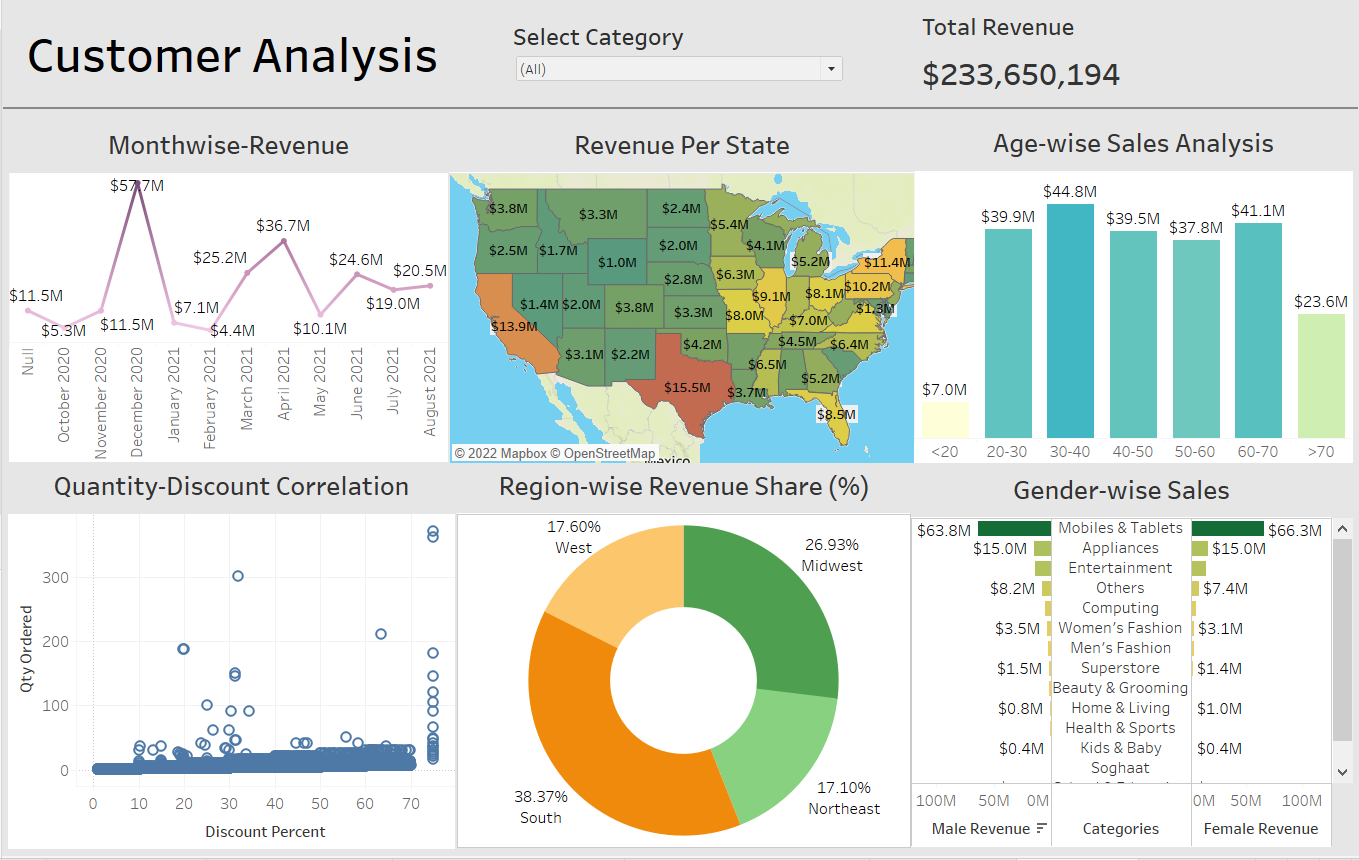 Customer Analysis
Select Category
(All)
Total Revenue
$233,650,194
Monthwise-Revenue
$57.7M
$36.7M
$25.2M
$24.6M
$20.5M
$11.5M
$19.0M
$7.1M
$5.3M
$11.5M
$4.4M
$10.1M
Null
October 2020
November 2020
December 2020
January 2021
February 2021
March 2021
April 2021
May 2021
June 2021
July 2021
August 2021
Revenue Per State
$3.8M
$3.3M
$2.4M
$5.4M
$2.5M
$1.7M
$2.0M
$4.1M
$1.0M
$5.2M
$11.4M
$6.3M
$2.8M
$10.2M
$9.1M
$8.1M
$1.4M
$2.0M
$3.8M
$3.3M
$8.0M
$7.0M
$1.3M
$13.9M
$4.2M
$4.5M
$6.4M
$3.1M
$2.2M
$6.5M
$5.2M
$15.5M
$3.7M
$8.5M
© 2022 Mapbox © OpenStreetMap
Mexico
Age-wise Sales Analysis
$44.8M
$39.9M
$39.5M
$37.8M
$41.1M
$23.6M
$7.0M
<20 20-30 30-40 40-50 50-60 60-70 >70
Quantity-Discount Correlation
Qty Ordered
300
200
100
0
0 10 20 30 40 50 60 70
Discount Percent
Region-wise Revenue Share (%)
17.60%
West
26.93%
Midwest
38.37%
South
17.10%
Northeast
Gender-wise Sales
$63.8M Mobiles & Tablets $66.3M
$15.0M Appliances $15.0M
Entertainment
$8.2M Others $7.4M
Computing
$3.5M Women's Fashion $3.1M
Men's Fashion
$1.5M Superstore $1.4M
Beauty & Grooming
$0.8M Home & Living $1.0M
Health & Sports
$0.4M Kids & Baby $0.4M
Soghaat
100M 50M 0M 0M 50M 100M
Male Revenue Categories Female Revenue